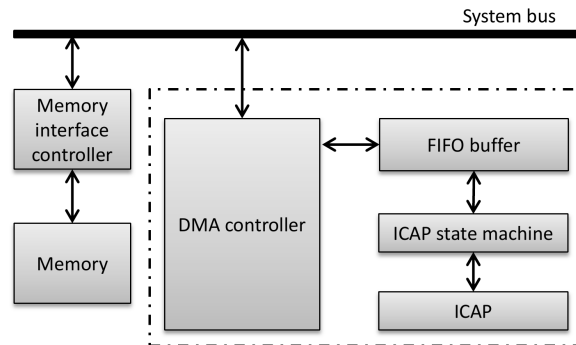 System bus
Memory
interface
controller
FIFO buffer
DMA controller
ICAP state machine
Memory
ICAP